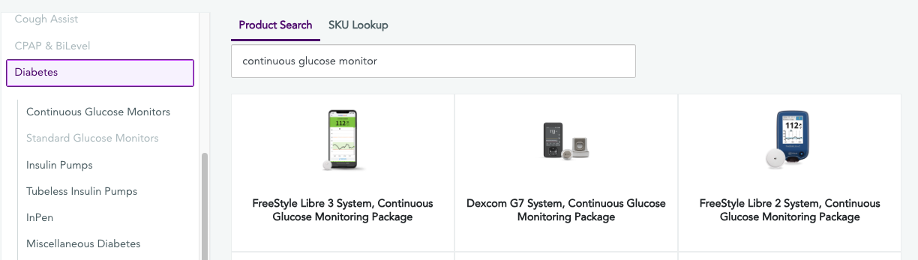 Cough Assist
CPAP & BiLevel
Diabetes
Continuous Glucose Monitors
Standard Glucose Monitors
Insulin Pumps
Tubeless Insulin Pumps
InPen
Miscellaneous Diabetes
Product Search
SKU Lookup
continuous glucose monitor
112
FreeStyle Libre 3 System, Continuous
Glucose Monitoring Package
Dexcom G7 System, Continuous Glucose
Monitoring Package
112
FreeStyle Libre 2 System, Continuous
Glucose Monitoring Package